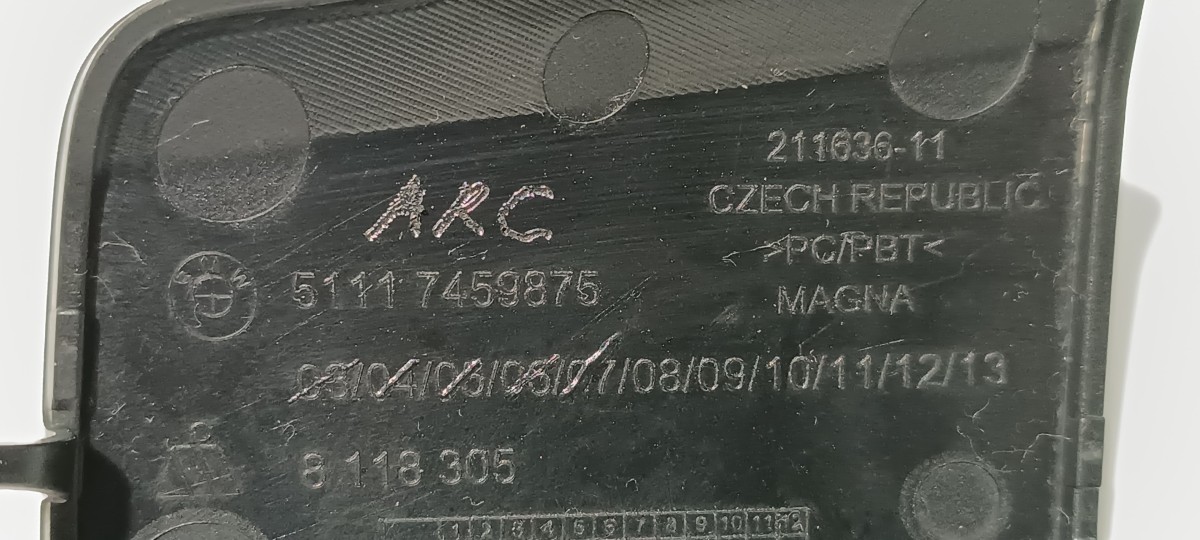 211636-11
CZECH REPUBLIC
ARC
>PC/PBT<
5111 7459875
MAGNA
03/04/05/06/07/08/09/10/11/12/13
8 118 305
1 2 3 4 5 6 7 8 9 10 11 12